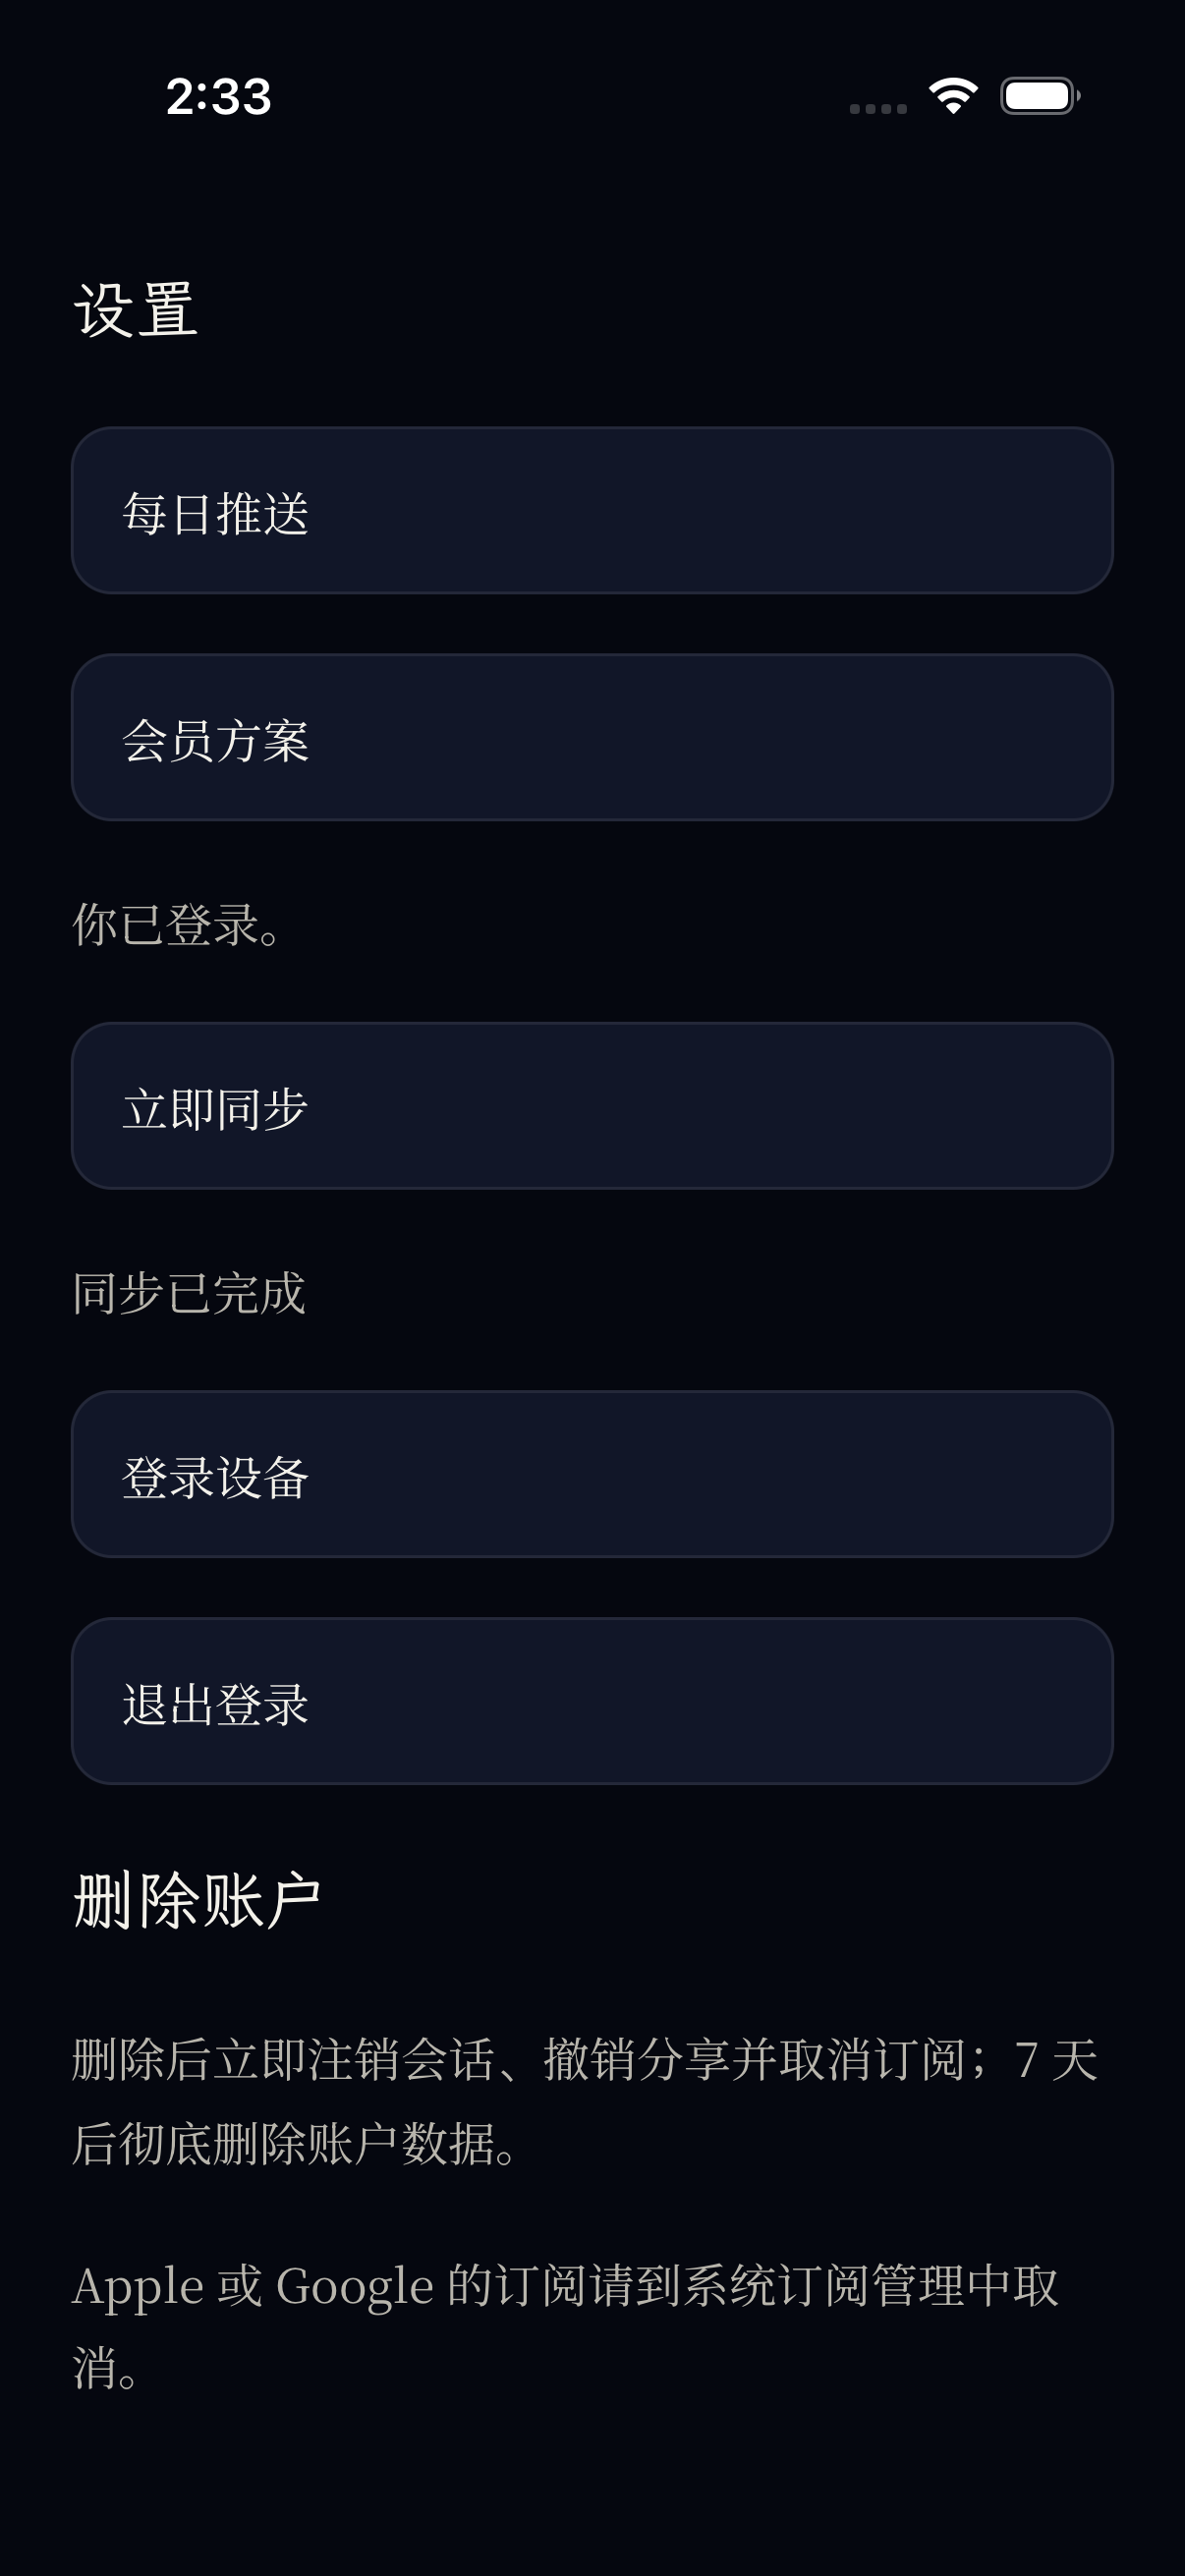 2:33
设置
每日推送
会员方案
你已登录。
立即同步
同步已完成
登录设备
退出登录
删除账户
删除后立即注销会话、撤销分享并取消订阅；7 天
后彻底删除账户数据。
Apple 或 Google 的订阅请到系统订阅管理中取
消。